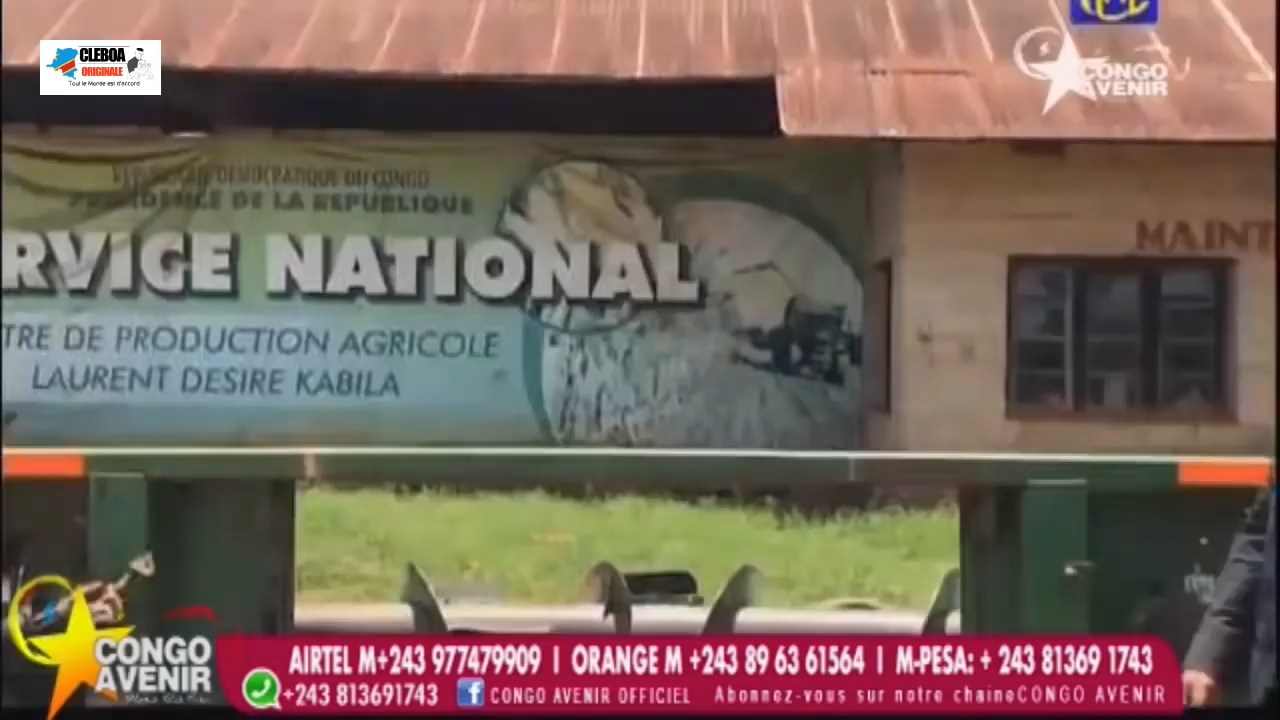 CLEBOA
ORIGINALE
Tout le Monde est d'accord
CONGO
AVENIR
REPUBLIQUE DEMOCRATIQUE DU CONGO
PRESIDENCE DE LA REPUBLIQUE
RVICE NATIONAL
TRE DE PRODUCTION AGRICOLE
LAURENT DESIRE KABILA
MAINT
CONGO
AVENIR
AIRTEL M+243 977479909 | ORANGE M +243 89 63 61564 | M-PESA: + 243 81369 1743
+243 813691743 f CONGO AVENIR OFFICIEL Abonnez-vous sur notre chaineCONGO AVENIR